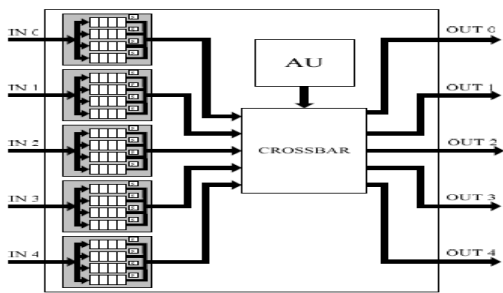 IN 0
OUT 0
AU
IN 1
OUT 1
IN 2
CROSSBAR
OUT 2
IN 3
OUT 3
IN 4
OUT 4